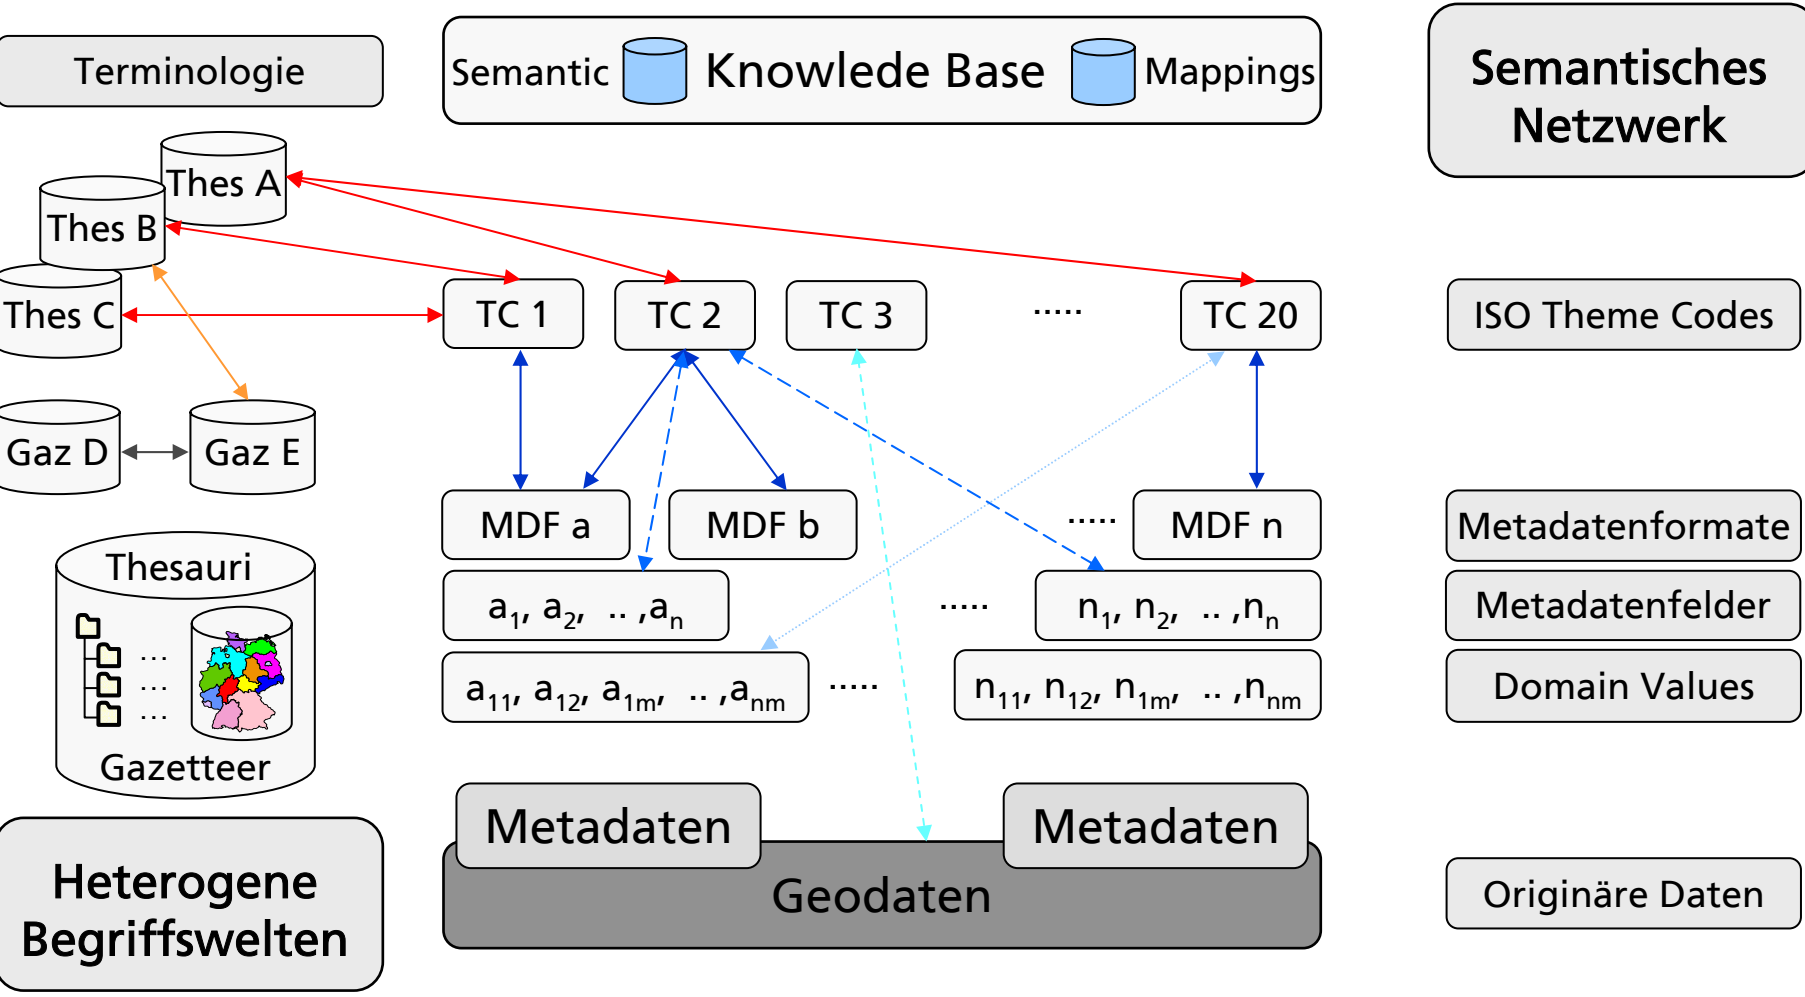 Terminologie
Semantic Knowlede Base Mappings
Semantisches
Netzwerk
Thes A
Thes B
Thes C
TC 1 TC 2 TC 3 ..... TC 20
ISO Theme Codes
Gaz D Gaz E
MDF a MDF b ..... MDF n
Metadatenformate
Thesauri
... 
...
...
Gazetteer
a1, a2, .. ,an ..... n1, n2, .. ,nn
Metadatenfelder
a11, a12, a1m, .. ,anm ..... n11, n12, n1m, .. ,nnm
Domain Values
Metadaten Metadaten
Geodaten
Originäre Daten
Heterogene
Begriffswelten